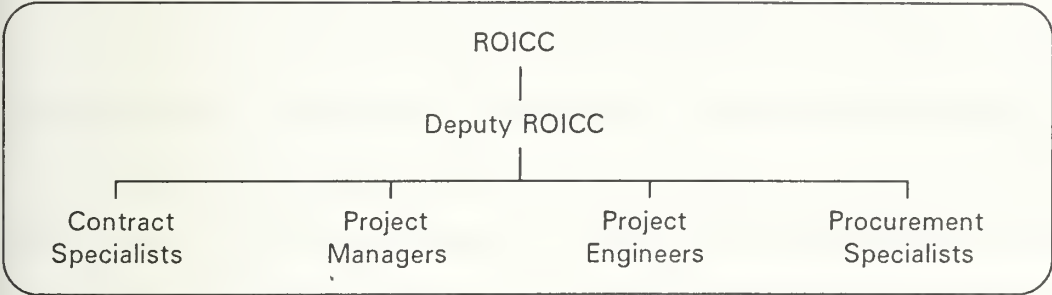 ROICC
Deputy ROICC
Contract
Specialists
Project
Managers
Project
Engineers
Procurement
Specialists